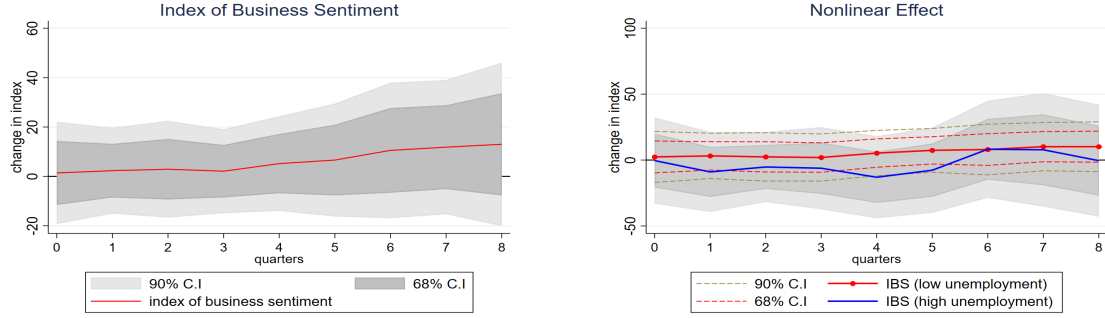 Index of Business Sentiment
change in index
60
40
20
0
-20
0 1 2 3 4 5 6 7 8
quarters
90% C.I 68% C.I
index of business sentiment
Nonlinear Effect
change in index
100
50
0
-50
0 1 2 3 4 5 6 7 8
quarters
90% C.I IBS (low unemployment)
68% C.I IBS (high unemployment)